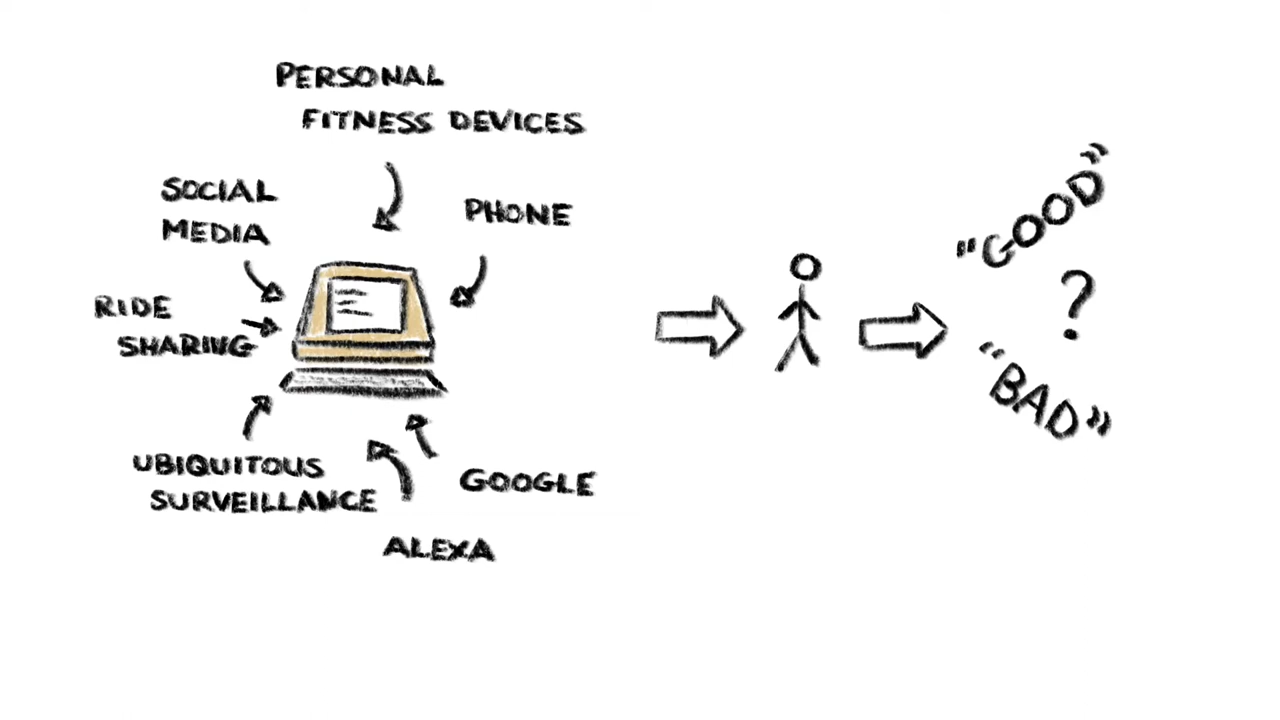 PERSONAL
FITNESS DEVICES
SOCIAL
MEDIA
PHONE
RIDE
SHARING
UBIQUITOUS
SURVEILLANCE
GOOGLE
ALEXA
"GOOD"
?
"BAD"